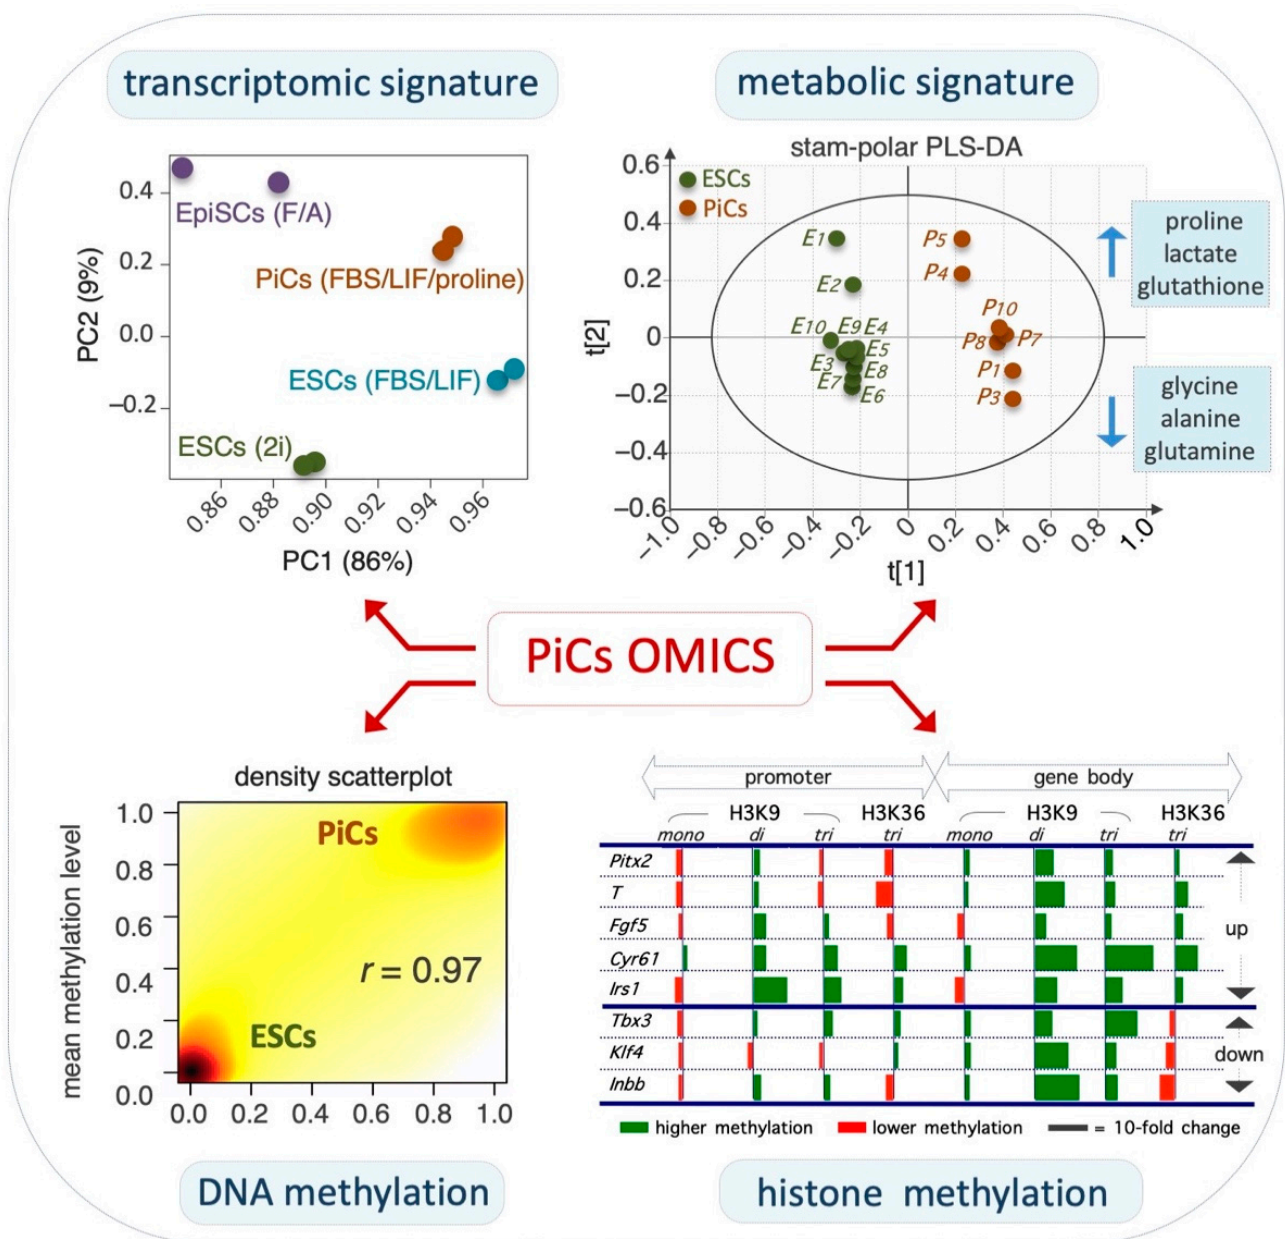 transcriptomic signature
0.4
0.2
0.0
−0.2
PC2 (9%)
EpiSCs (F/A)
PiCs (FBS/LIF/proline)
ESCs (FBS/LIF)
ESCs (2i)
0.86
0.88
0.90
0.92
0.94
0.96
PC1 (86%)
metabolic signature
stam-polar PLS-DA
0.6
0.4
0.2
0
−0.2
−0.4
−0.6
t[2]
ESCs
PiCs
E1
P5
P4
E2
P10
E10 E9 E4
P8 P7
E5
E3
E8
P1
E7
E6
P3
−1.0
−0.8
−0.6
−0.4
−0.2
0
0.2
0.4
0.6
0.8
1.0
t[1]
proline
lactate
glutathione
glycine
alanine
glutamine
PiCs OMICS
density scatterplot
mean methylation level
1.0
0.8
0.6
0.4
0.2
0.0
PiCs
r = 0.97
ESCs
0.0 0.2 0.4 0.6 0.8 1.0
DNA methylation
promoter gene body
H3K9 H3K36 H3K9 H3K36
mono di tri tri mono di tri tri
Pitx2
T
Fgf5
Cyr61
Irs1
up
Tbx3
Klf4
Inbb
down
higher methylation lower methylation = 10-fold change
histone methylation